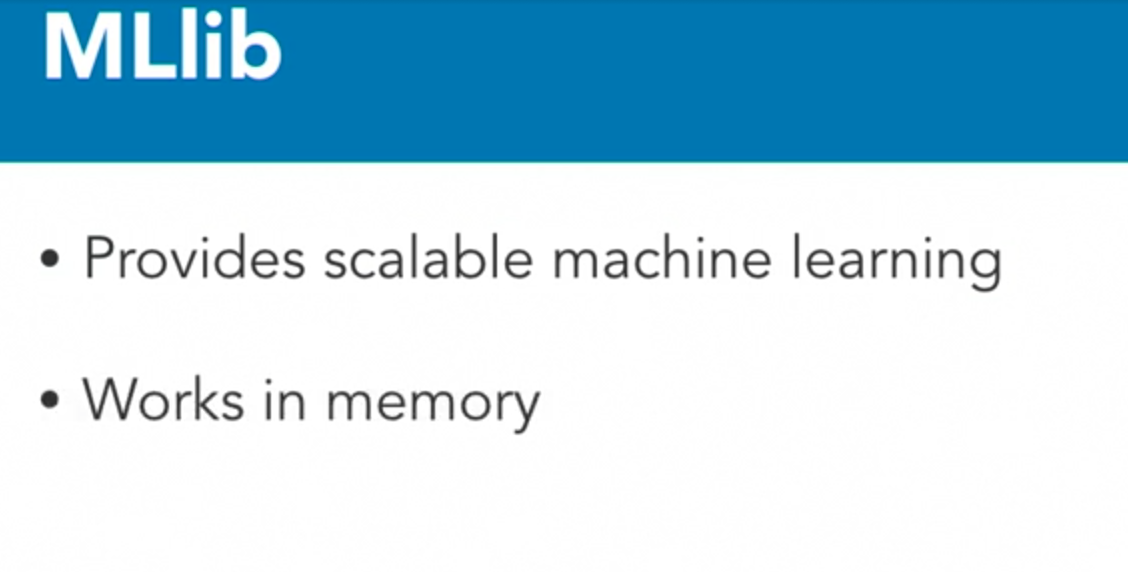 MLlib
• Provides scalable machine learning
• Works in memory